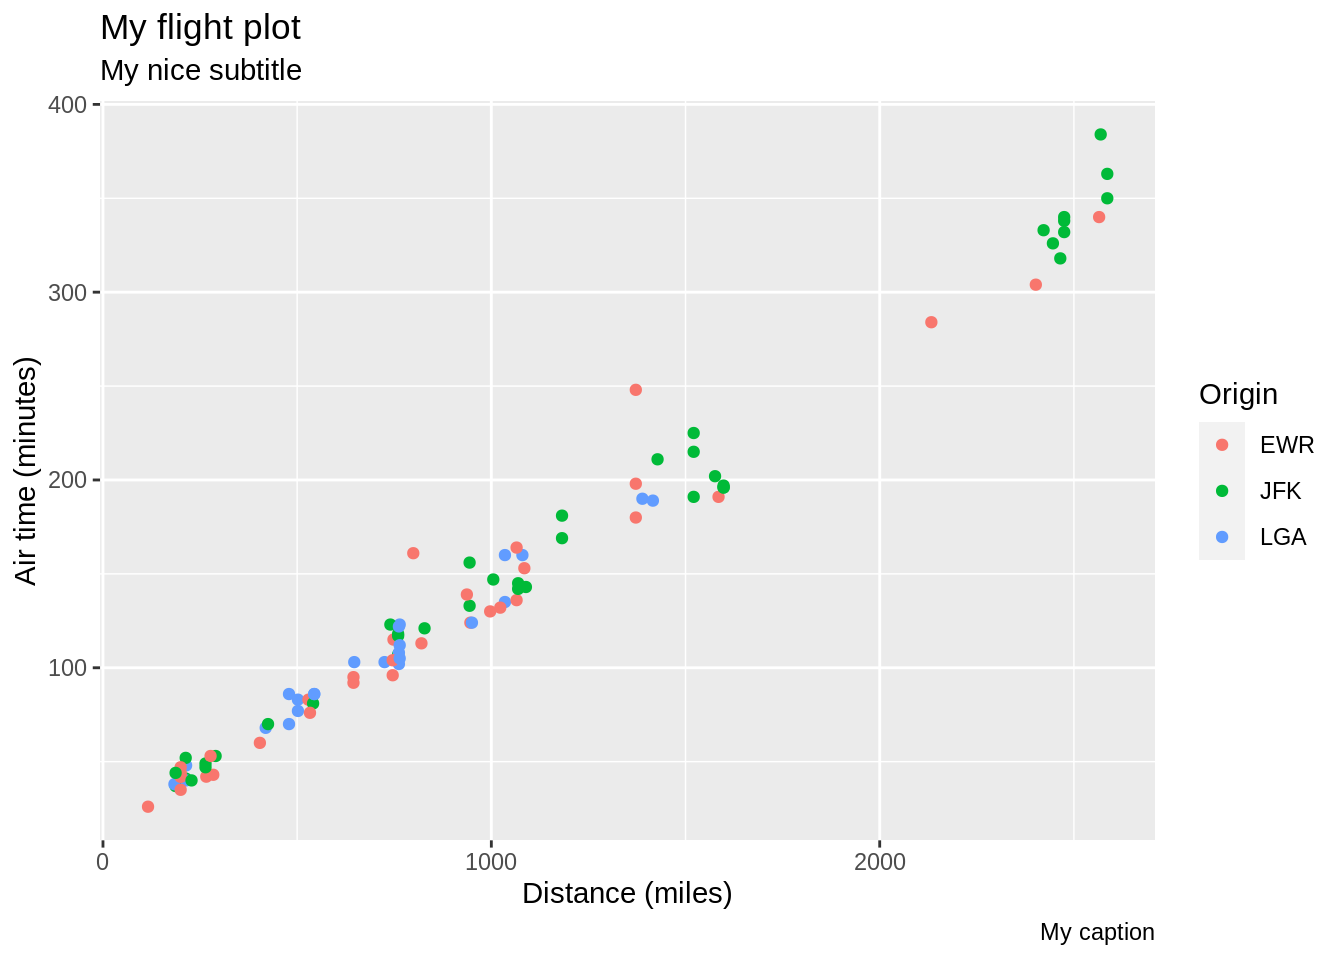 My flight plot
My nice subtitle
400
300
200
100
Air time (minutes)
0 1000 2000
Distance (miles)
My caption
Origin
EWR
JFK
LGA